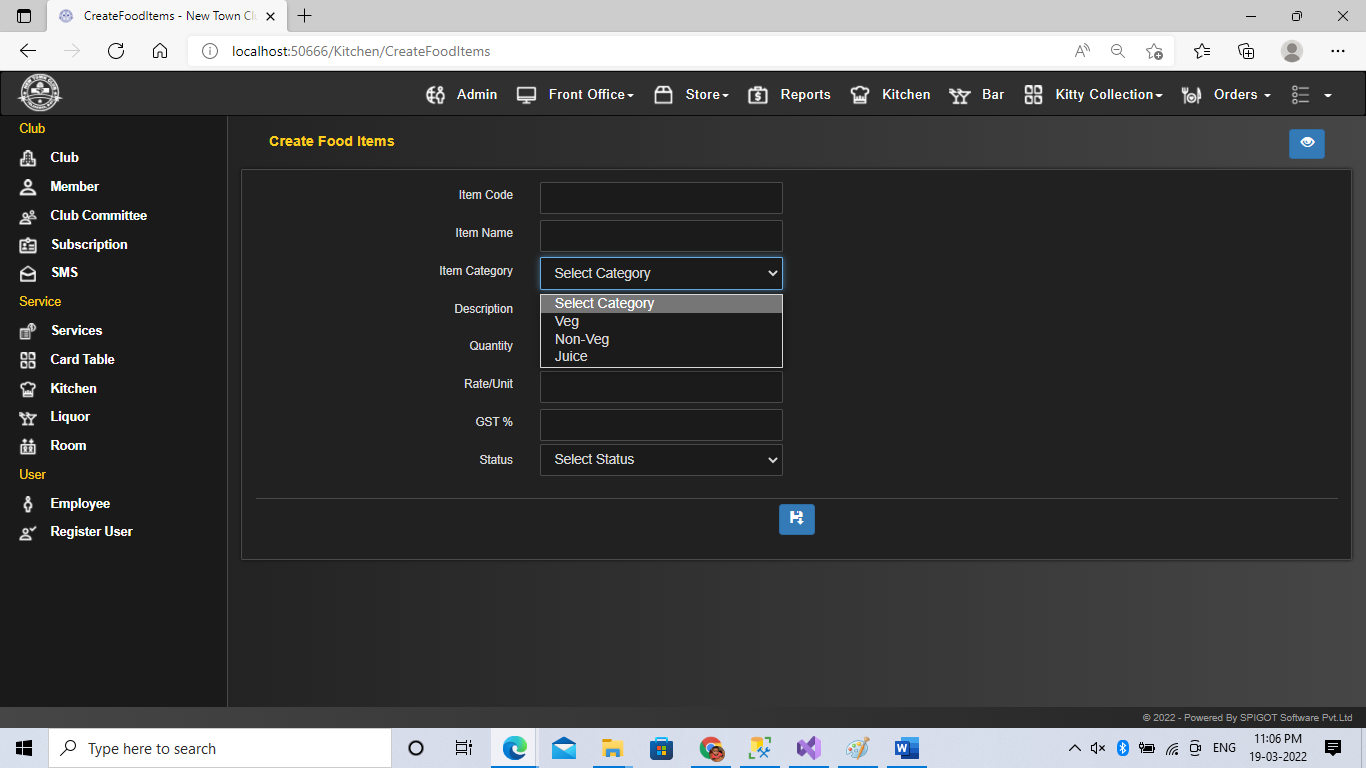 CreateFoodItems - New Town Cl
localhost:50666/Kitchen/CreateFoodItems
Admin Front Office Store Reports Kitchen Bar Kitty Collection Orders
Club
Club
Member
Club Committee
Subscription
SMS
Service
Services
Card Table
Kitchen
Liquor
Room
User
Employee
Register User
Create Food Items
Item Code
Item Name
Item Category Select Category
Select Category
Veg
Non-Veg
Juice
Description
Quantity
Rate/Unit
GST %
Status Select Status
© 2022 - Powered By SPIGOT Software Pvt.Ltd
Type here to search
ENG
11:06 PM
19-03-2022